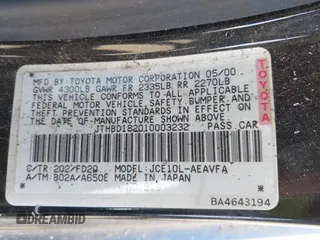 MFD BY TOYOTA MOTOR CORPORATION 05/00
GVWR 4300LB GAWR FR 2335LB RR 2270LB
THIS VEHICLE CONFORMS TO ALL APPLICABLE
FEDERAL MOTOR VEHICLE SAFETY, BUMPER, AND
THEFT PREVENTION STANDARDS IN EFFECT ON THE
DATE OF MANUFACTURE SHOWN ABOVE.
JTHBD182010003232 PASS.CAR
TOYOTA
C/TR: 202/FD20 MODEL: JCE10L-AEAVFA
A/TM: B02A/A650E MADE IN JAPAN
BA4643194
DREAMBID